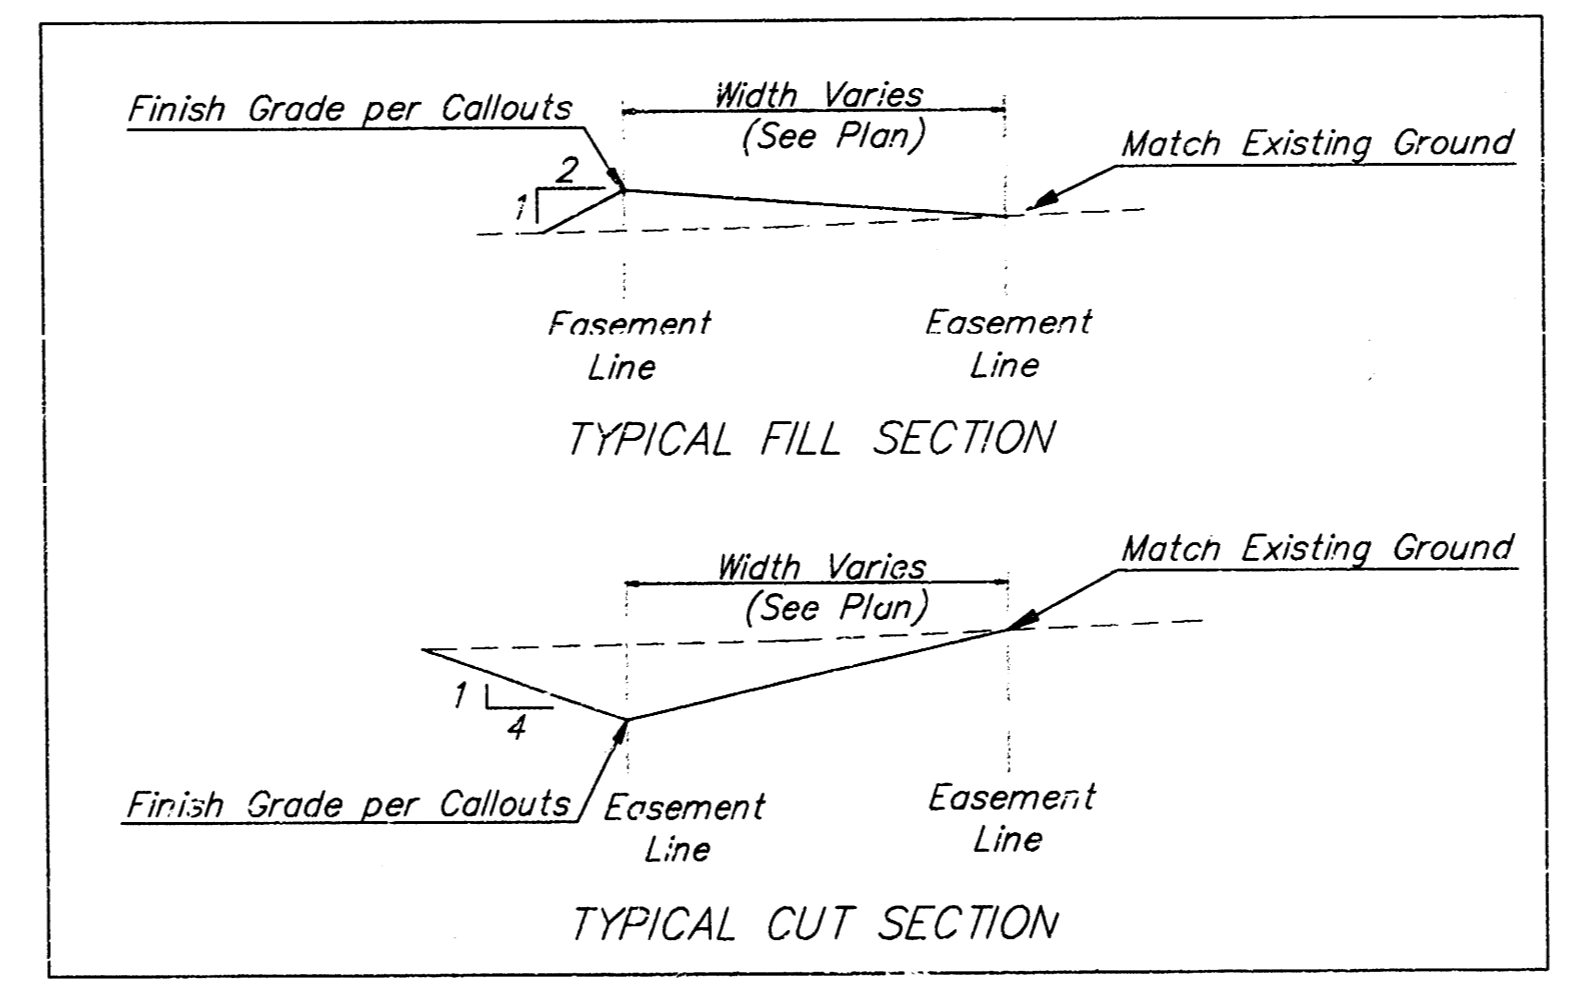 Finish Grade per Callouts
Width Varies
(See Plan)
Match Existing Ground
2
1
Easement
Line
Easement
Line
TYPICAL FILL SECTION
Width Varies
(See Plan)
Match Existing Ground
1
4
Finish Grade per Callouts
Easement
Line
Easement
Line
TYPICAL CUT SECTION